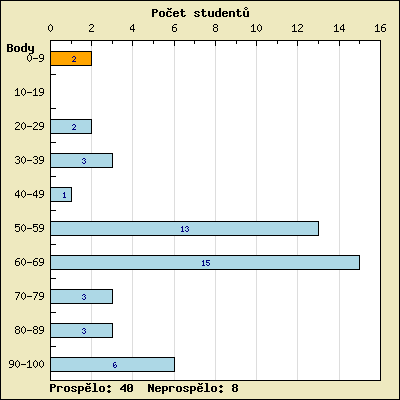 Počet studentů
0 2 4 6 8 10 12 14 16
Body
0-9 2
10-19
20-29 2
30-39 3
40-49 1
50-59 13
60-69 15
70-79 3
80-89 3
90-100 6
Prospělo: 40 Neprospělo: 8